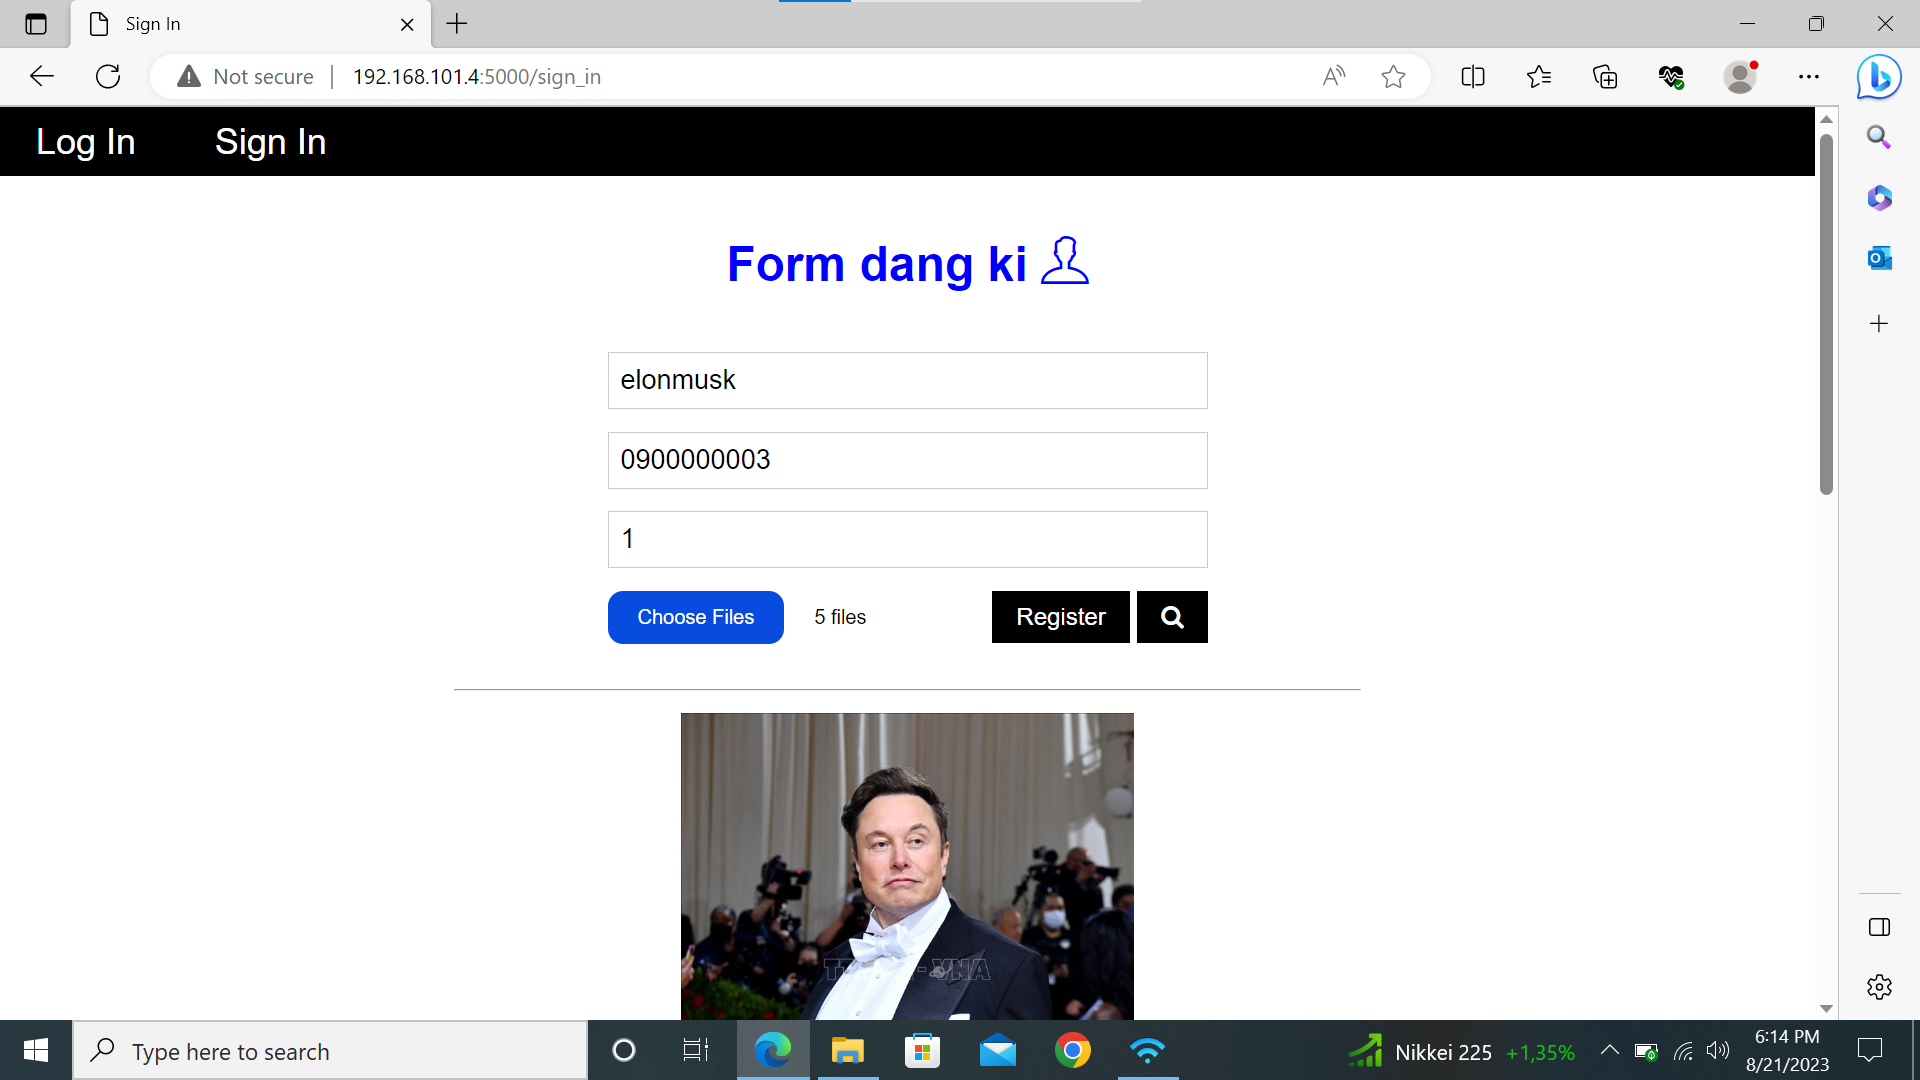 Sign In
Not secure
192.168.101.4:5000/sign_in
Log In
Sign In
Form dang ki
elonmusk
0900000003
1
Choose Files
5 files
Register
VNA
Type here to search
Nikkei 225 +1,35%
6:14 PM
8/21/2023